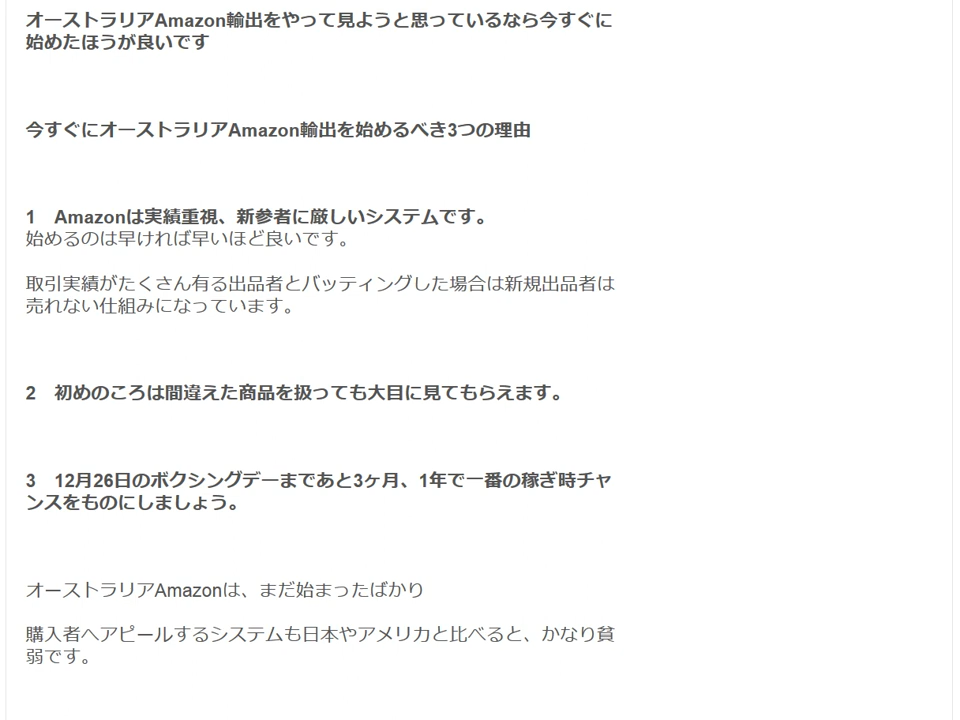 オーストラリアAmazon輸出をやって見ようと思っているなら今すぐに
始めたほうが良いです
今すぐにオーストラリアAmazon輸出を始めるべき3つの理由
1　Amazonは実績重視、新参者に厳しいシステムです。
始めるのは早ければ早いほど良いです。
取引実績がたくさん有る出品者とバッティングした場合は新規出品者は
売れない仕組みになっています。
2　初めのころは間違えた商品を扱っても大目に見てもらえます。
3　12月26日のボクシングデーまであと3ヶ月、1年で一番の稼ぎ時チャ
ンスをものにしましょう。
オーストラリアAmazonは、まだ始まったばかり
購入者へアピールするシステムも日本やアメリカと比べると、かなり貧
弱です。